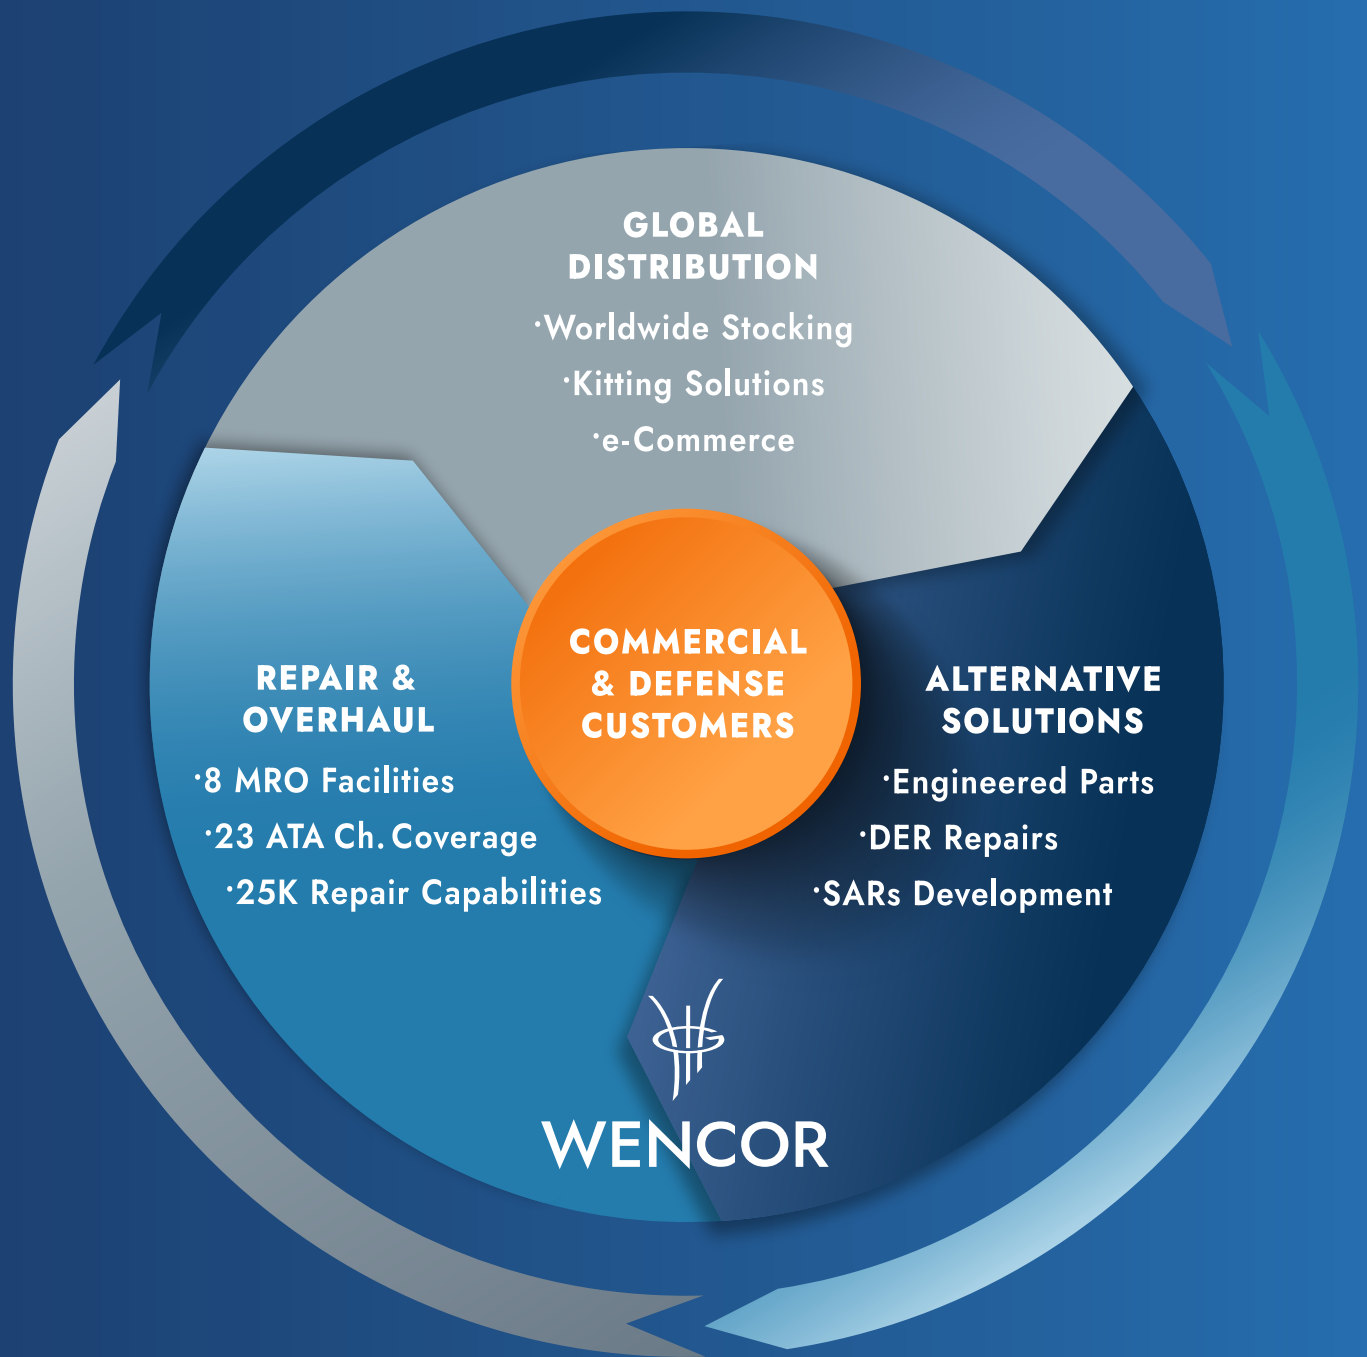 GLOBAL
DISTRIBUTION
·Worldwide Stocking
·Kitting Solutions
·e-Commerce
COMMERCIAL
& DEFENSE
CUSTOMERS
REPAIR &
OVERHAUL
·8 MRO Facilities
·23 ATA Ch. Coverage
·25K Repair Capabilities
ALTERNATIVE
SOLUTIONS
·Engineered Parts
·DER Repairs
·SARs Development
WENCOR